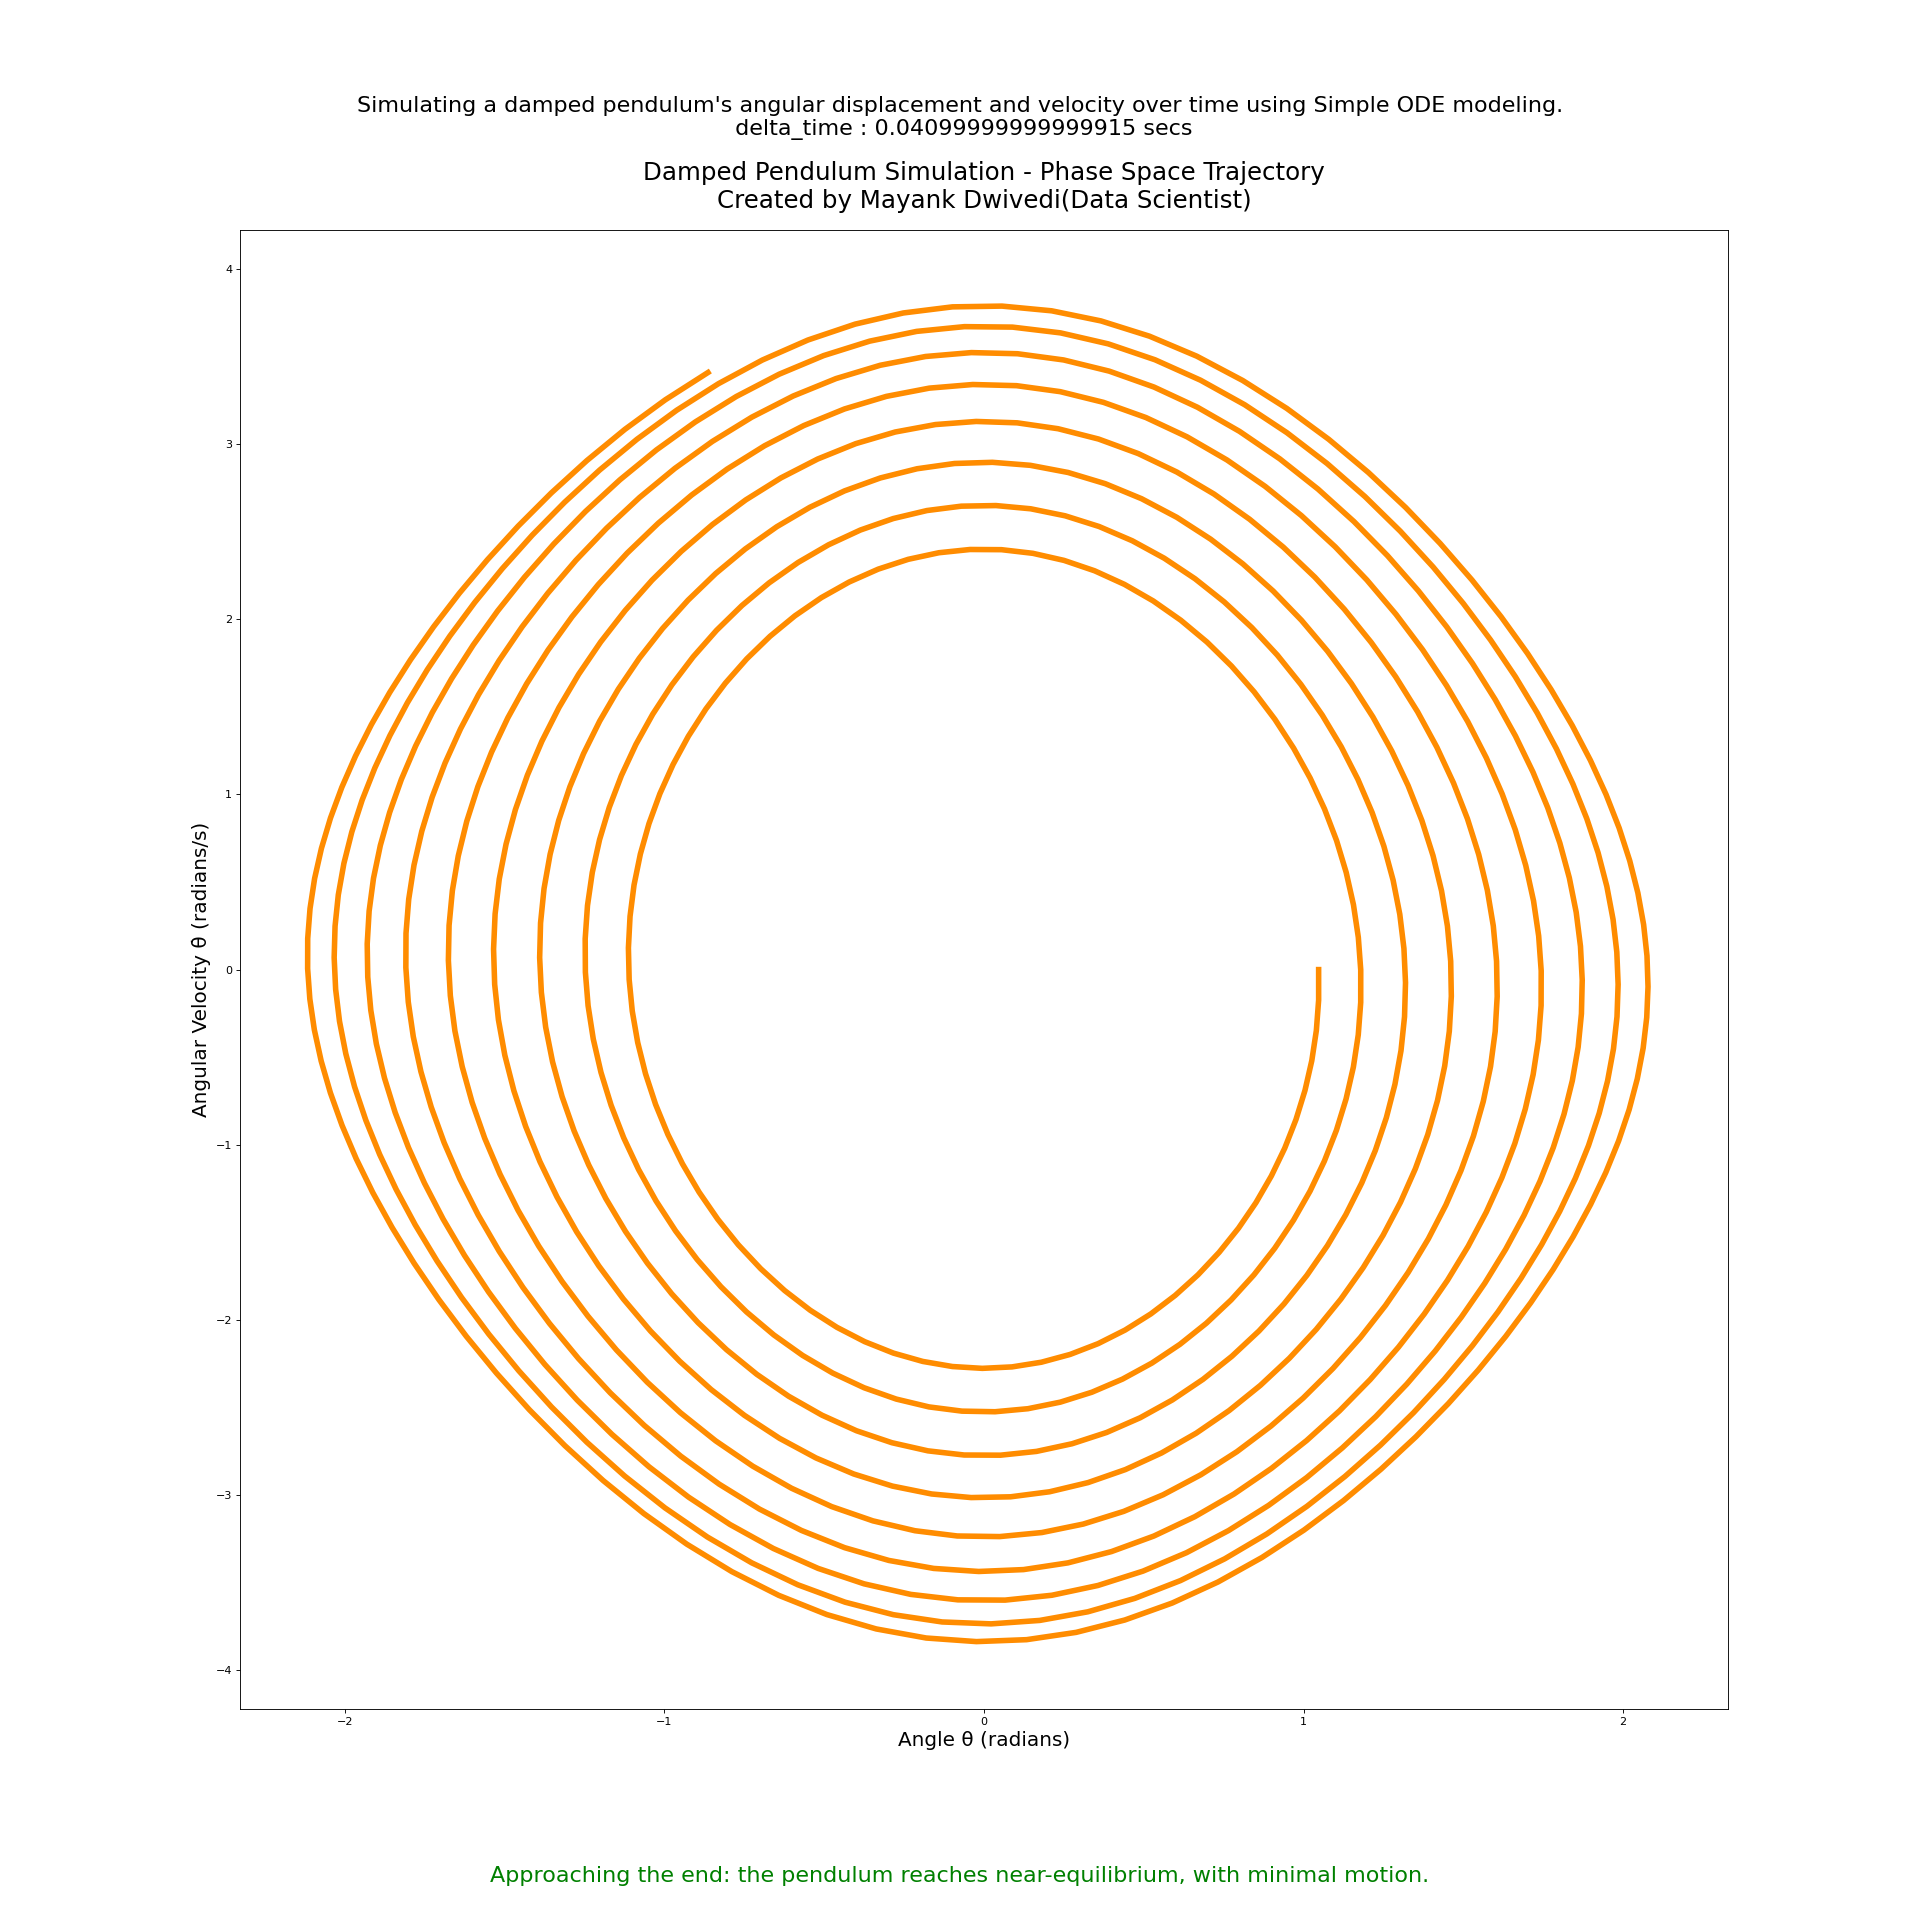 Simulating a damped pendulum's angular displacement and velocity over time using Simple ODE modeling.
delta_time : 0.04099999999999915 secs
Damped Pendulum Simulation - Phase Space Trajectory
Created by Mayank Dwivedi(Data Scientist)
4
3
2
1
0
−1
−2
−3
−4
Angular Velocity θ (radians/s)
−2
−1
0
1
2
Angle θ (radians)
Approaching the end: the pendulum reaches near-equilibrium, with minimal motion.